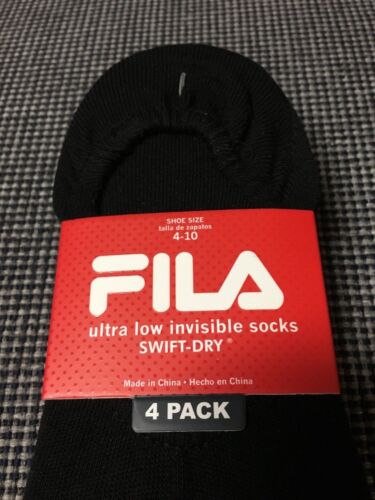 SHOE SIZE
talla de zapatos
4-10
FILA
ultra low invisible socks
SWIFT-DRY®
Made in China • Hecho en China
4 PACK